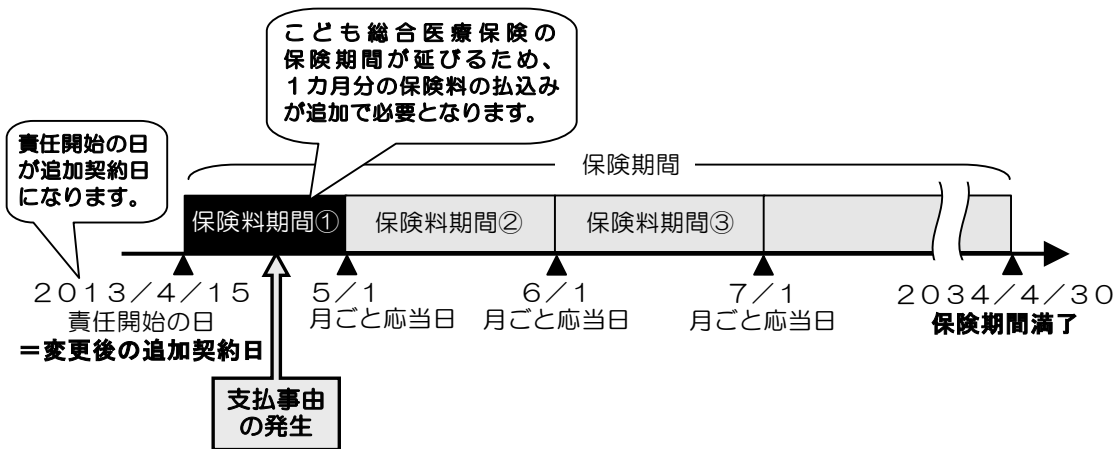 こども総合医療保険の
保険期間が延びるため、
1カ月分の保険料の払込み
が追加で必要となります。
責任開始の日
が追加契約日
になります。
保険期間
保険料期間①
保険料期間②
保険料期間③
2013/4/15
責任開始の日
＝変更後の追加契約日
5/1
月ごと応当日
6/1
月ごと応当日
7/1
月ごと応当日
2034/4/30
保険期間満了
支払事由
の発生